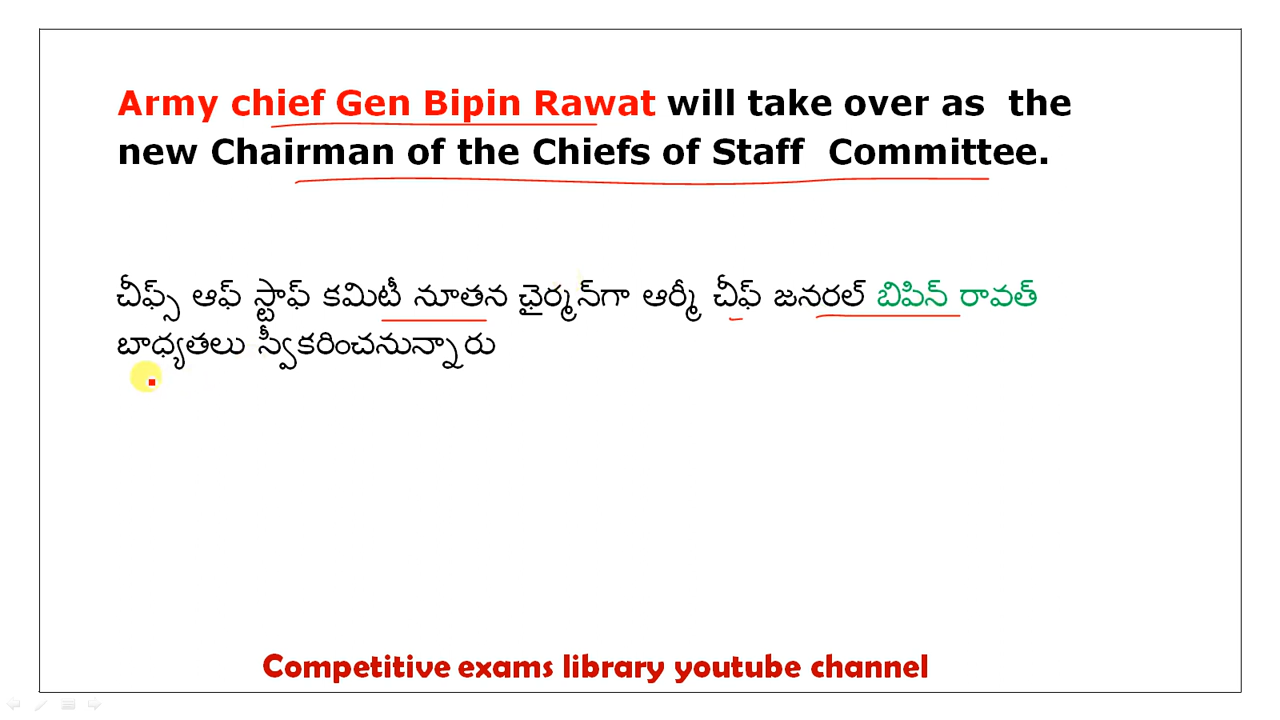 Army chief Gen Bipin Rawat will take over as the
new Chairman of the Chiefs of Staff Committee.
చీఫ్స్ ఆఫ్ స్టాఫ్ కమిటీ నూతన ఛైర్మన్‌గా ఆర్మీ చీఫ్ జనరల్ బిపిన్ రావత్
బాధ్యతలు స్వీకరించనున్నారు
Competitive exams library youtube channel